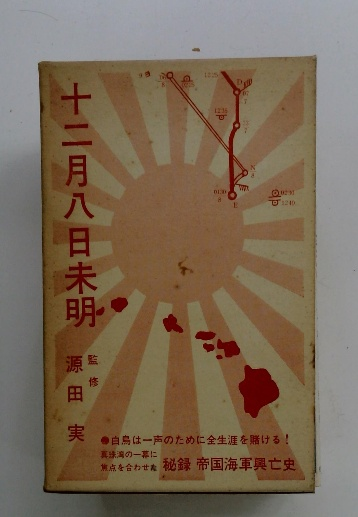 十二月八日未明
監修
源田 実
●白鳥は一声のために全生涯を賭ける！
真珠湾の一幕に
焦点を合わせた
秘録 帝国海軍興亡史